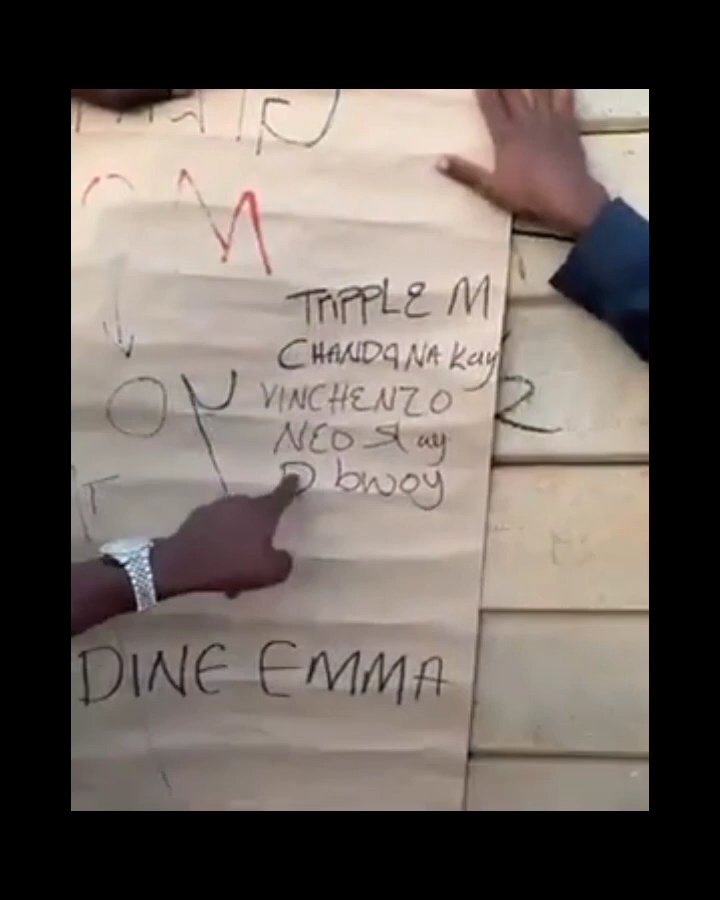 M
TRIPPLE M
CHANDANA Kay
VINCHENZO
NEO Ray
D bwoy
DINE EMMA